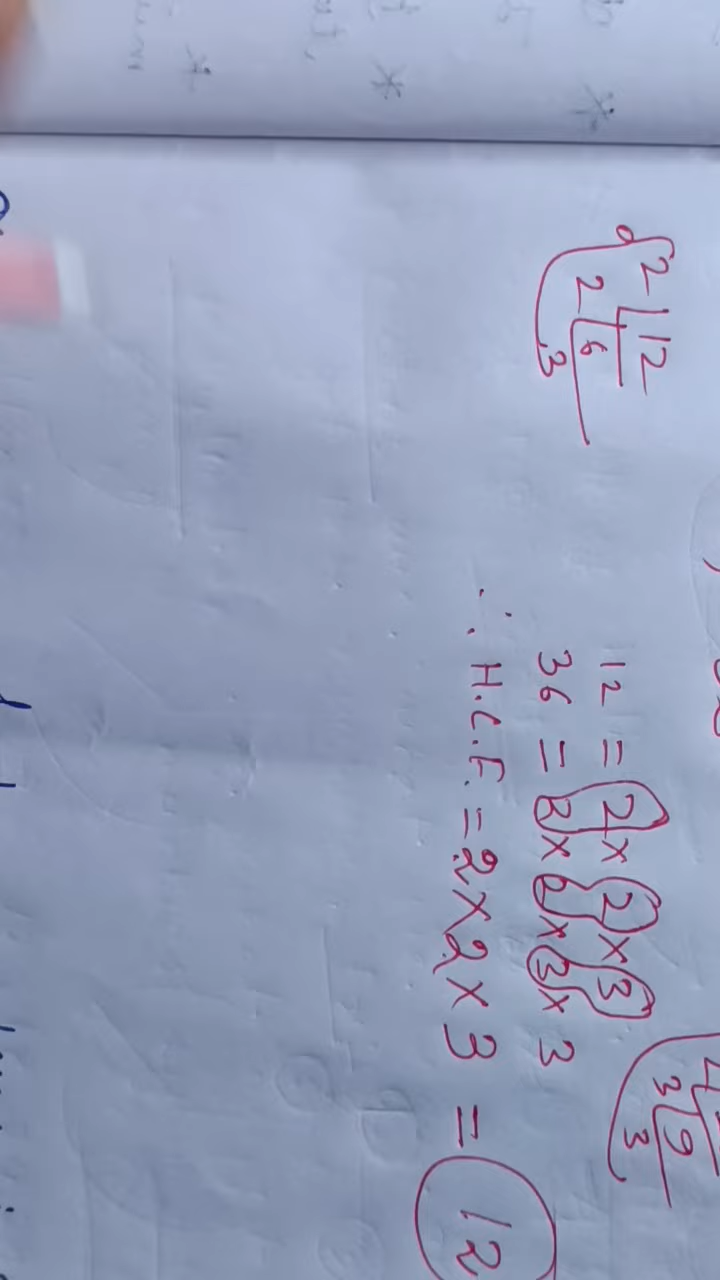 2 | 12
2 | 6
3
3 | 9
3
12 = 2 × 2 × 3
36 = 2 × 2 × 3 × 3
∴ H.C.F. = 2 × 2 × 3 = 12